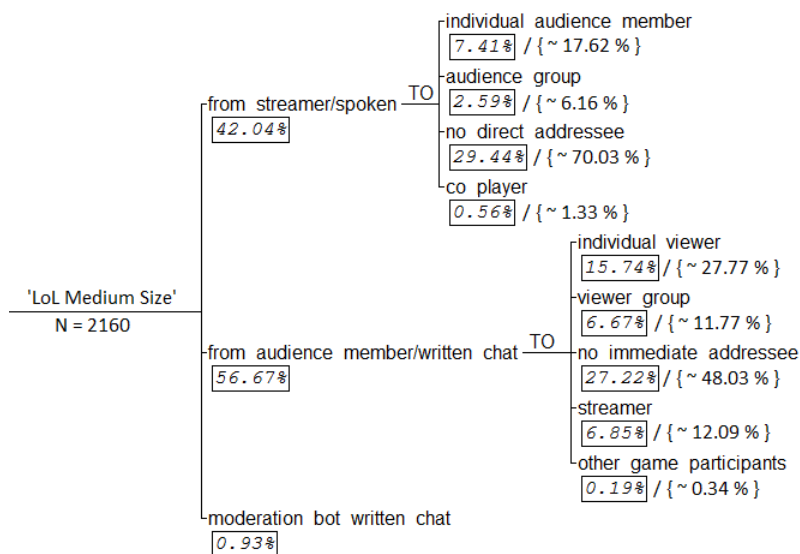 individual audience member
7.41% / { ~ 17.62 % }
audience group
2.59% / { ~ 6.16 % }
from streamer/spoken TO
42.04%
no direct addressee
29.44% / { ~ 70.03 % }
co player
0.56% / { ~ 1.33 % }
individual viewer
15.74% / { ~ 27.77 % }
'LoL Medium Size'
N = 2160
viewer group
6.67% / { ~ 11.77 % }
from audience member/written chat TO
56.67%
no immediate addressee
27.22% / { ~ 48.03 % }
streamer
6.85% / { ~ 12.09 % }
other game participants
0.19% / { ~ 0.34 % }
moderation bot written chat
0.93%